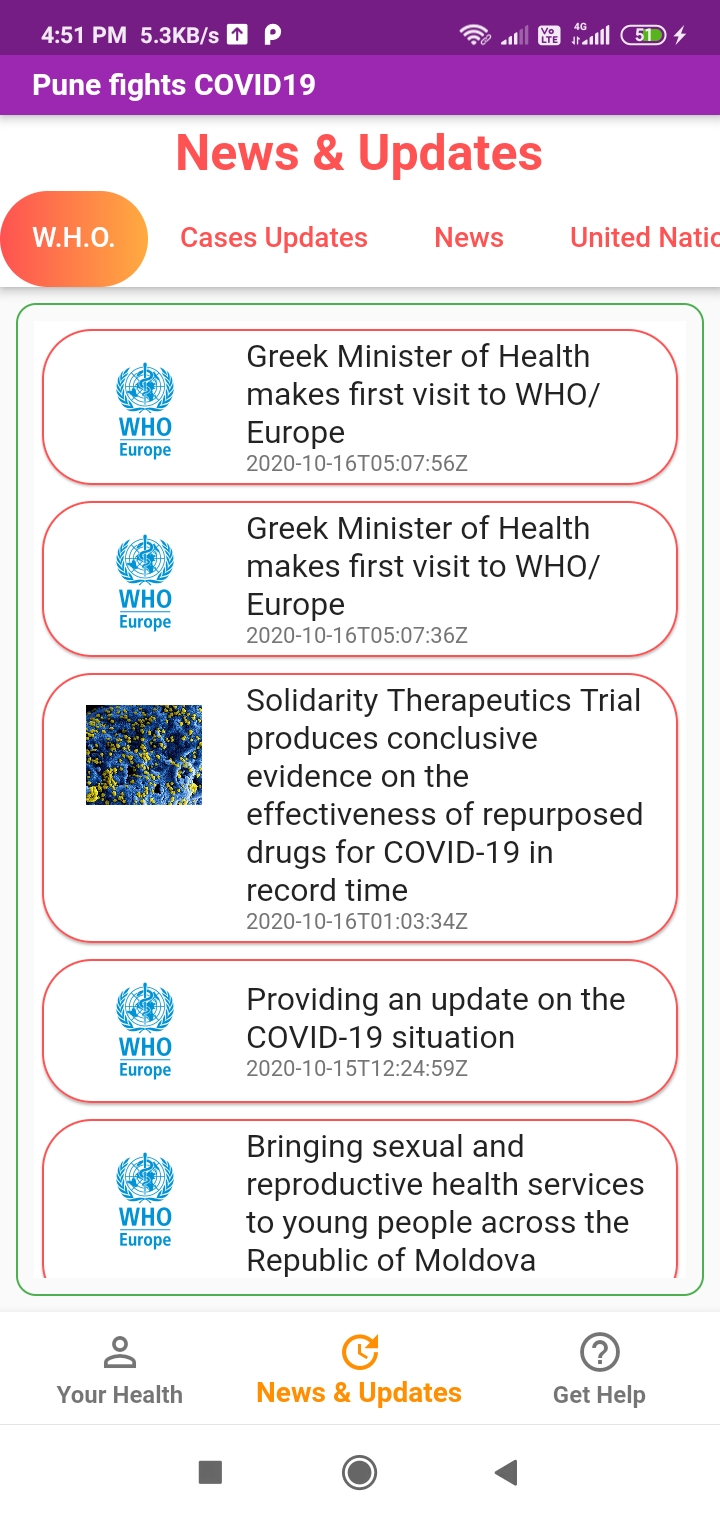 4:51 PM 5.3KB/s
Vo LTE 4G 51
Pune fights COVID19
News & Updates
W.H.O. Cases Updates News United Natio
Greek Minister of Health
makes first visit to WHO/
Europe
2020-10-16T05:07:56Z
WHO
Europe
Greek Minister of Health
makes first visit to WHO/
Europe
2020-10-16T05:07:36Z
WHO
Europe
Solidarity Therapeutics Trial
produces conclusive
evidence on the
effectiveness of repurposed
drugs for COVID-19 in
record time
2020-10-16T01:03:34Z
Providing an update on the
COVID-19 situation
2020-10-15T12:24:59Z
WHO
Europe
Bringing sexual and
reproductive health services
to young people across the
Republic of Moldova
WHO
Europe
Your Health News & Updates Get Help